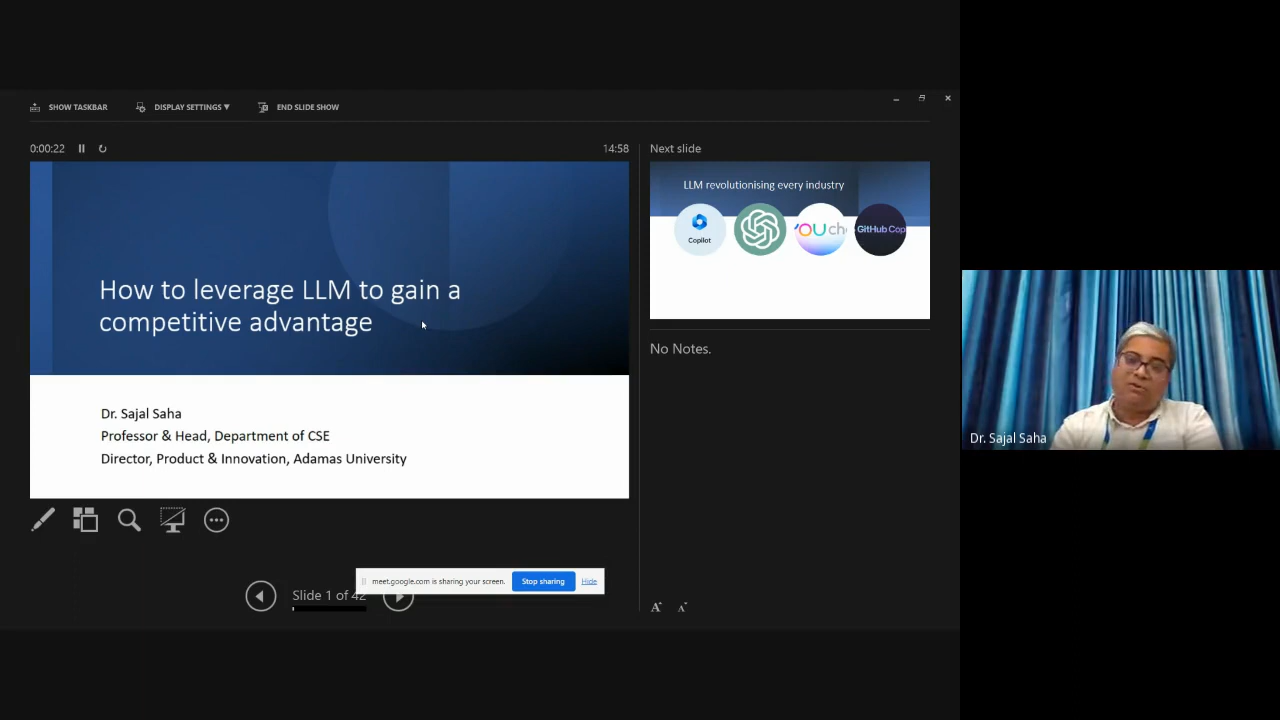 SHOW TASKBAR
DISPLAY SETTINGS ▼
END SLIDE SHOW
0:00:22
14:58
Next slide
How to leverage LLM to gain a
competitive advantage
Dr. Sajal Saha
Professor & Head, Department of CSE
Director, Product & Innovation, Adamas University
LLM revolutionising every industry
Copilot
GitHub Cop
No Notes.
Dr. Sajal Saha
meet.google.com is sharing your screen.
Stop sharing
Hide
Slide 1 of 42
A
A